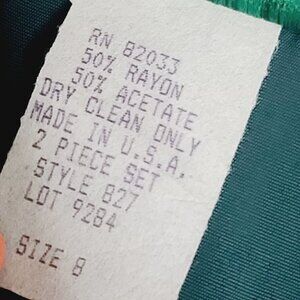 RN 82033
50% RAYON
50% ACETATE
DRY CLEAN ONLY
MADE IN U.S.A.
2 PIECE SET
STYLE 827
LOT 9284
SIZE 8